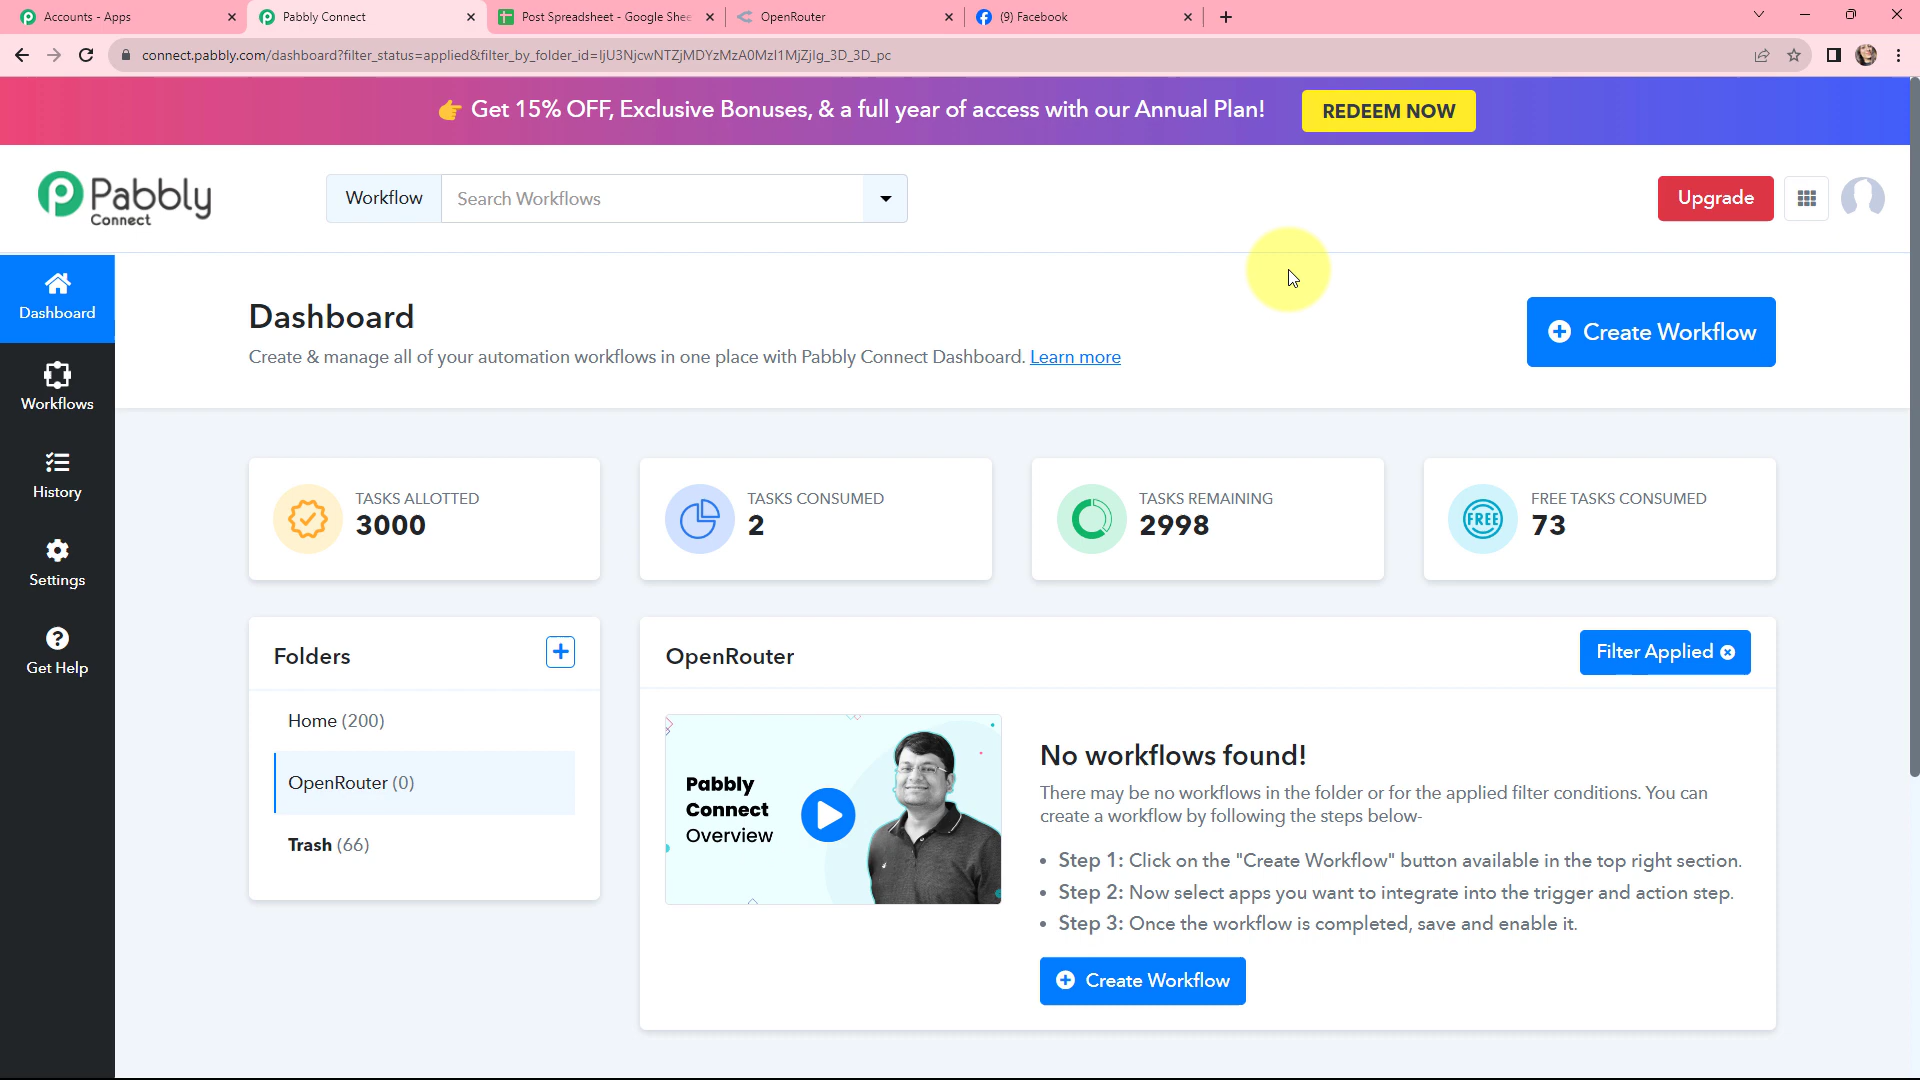 Accounts - Apps
Pabbly Connect
Post Spreadsheet - Google Shee
OpenRouter
(9) Facebook
connect.pabbly.com/dashboard?filter_status=applied&filter_by_folder_id=IjU3NjcwNTZjMDYzMzA0MzI1MjZjIg_3D_3D_pc
👉 Get 15% OFF, Exclusive Bonuses, & a full year of access with our Annual Plan!
REDEEM NOW
Pabbly
Connect
Workflow
Search Workflows
Upgrade
Dashboard
Workflows
History
Settings
Get Help
Dashboard
Create & manage all of your automation workflows in one place with Pabbly Connect Dashboard. Learn more
Create Workflow
TASKS ALLOTTED
3000
TASKS CONSUMED
2
TASKS REMAINING
2998
FREE
FREE TASKS CONSUMED
73
Folders
Home (200)
OpenRouter (0)
Trash (66)
OpenRouter
Filter Applied
Pabbly
Connect
Overview
No workflows found!
There may be no workflows in the folder or for the applied filter conditions. You can
create a workflow by following the steps below-
• Step 1: Click on the "Create Workflow" button available in the top right section.
• Step 2: Now select apps you want to integrate into the trigger and action step.
• Step 3: Once the workflow is completed, save and enable it.
Create Workflow